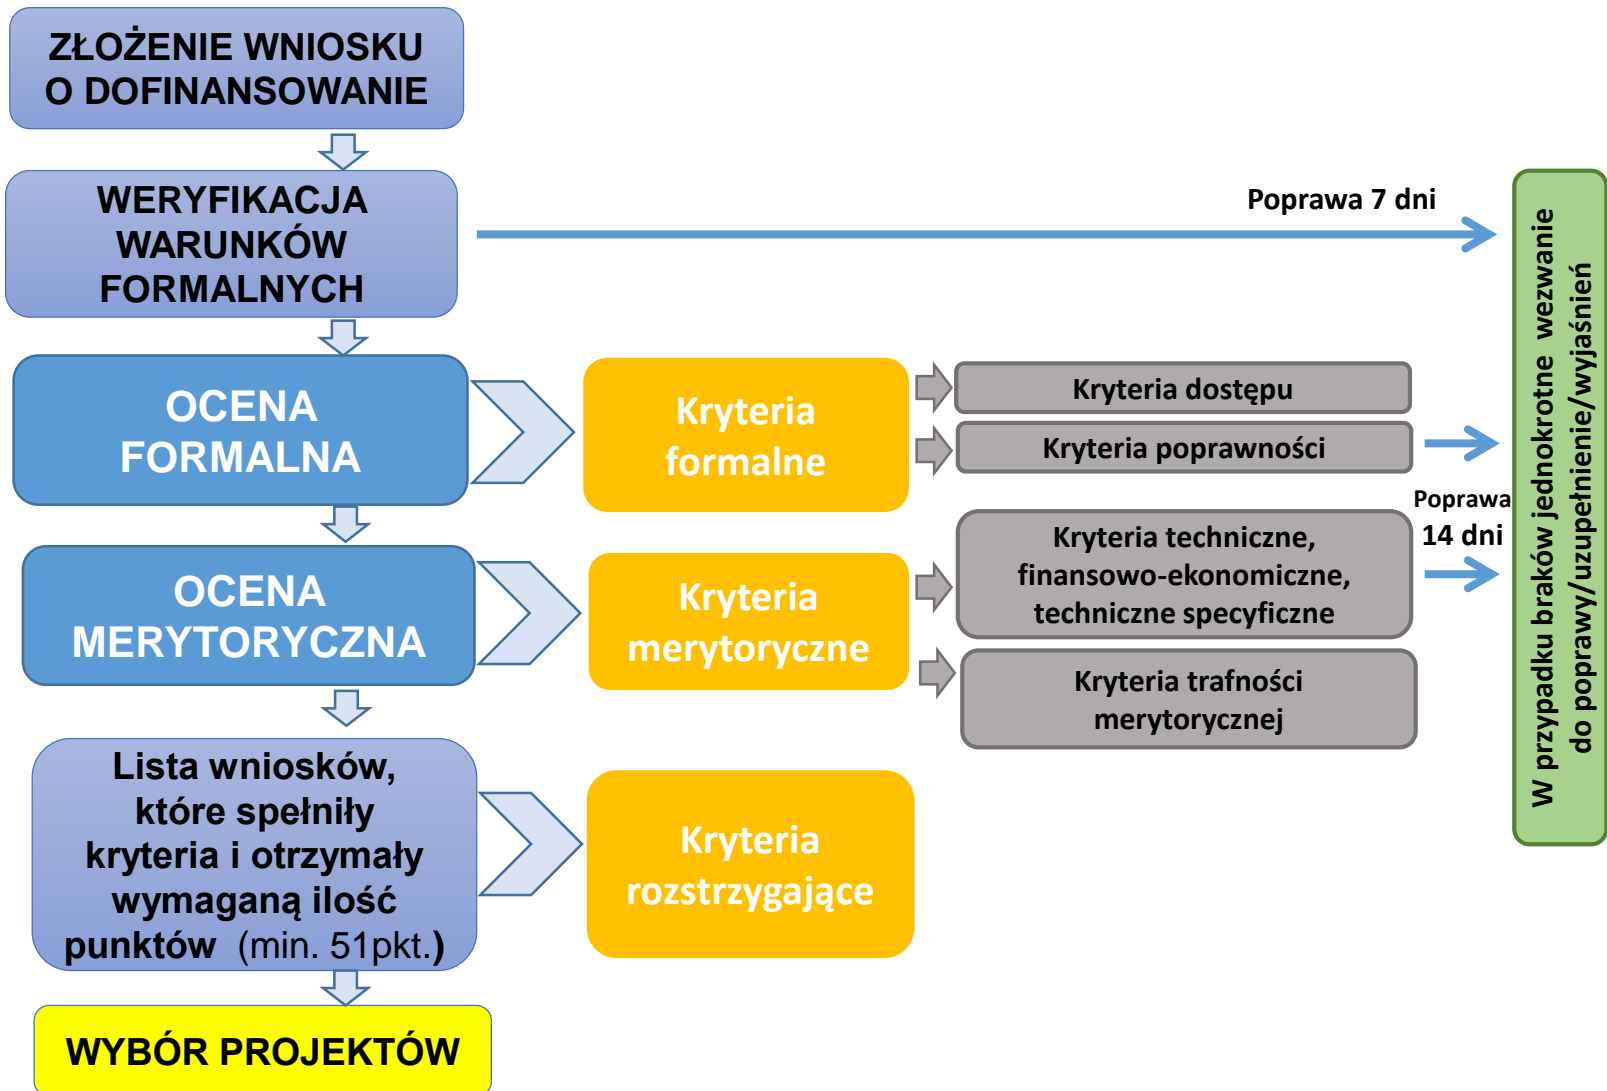 ZŁOŻENIE WNIOSKU
O DOFINANSOWANIE
WERYFIKACJA
WARUNKÓW
FORMALNYCH
Poprawa 7 dni
OCENA
FORMALNA
Kryteria
formalne
Kryteria dostępu
Kryteria poprawności
Poprawa
14 dni
OCENA
MERYTORYCZNA
Kryteria
merytoryczne
Kryteria techniczne,
finansowo-ekonomiczne,
techniczne specyficzne
Kryteria trafności
merytorycznej
Lista wniosków,
które spełniły
kryteria i otrzymały
wymaganą ilość
punktów (min. 51pkt.)
Kryteria
rozstrzygające
WYBÓR PROJEKTÓW
W przypadku braków jednokrotne wezwanie
do poprawy/uzupełnienie/wyjaśnień